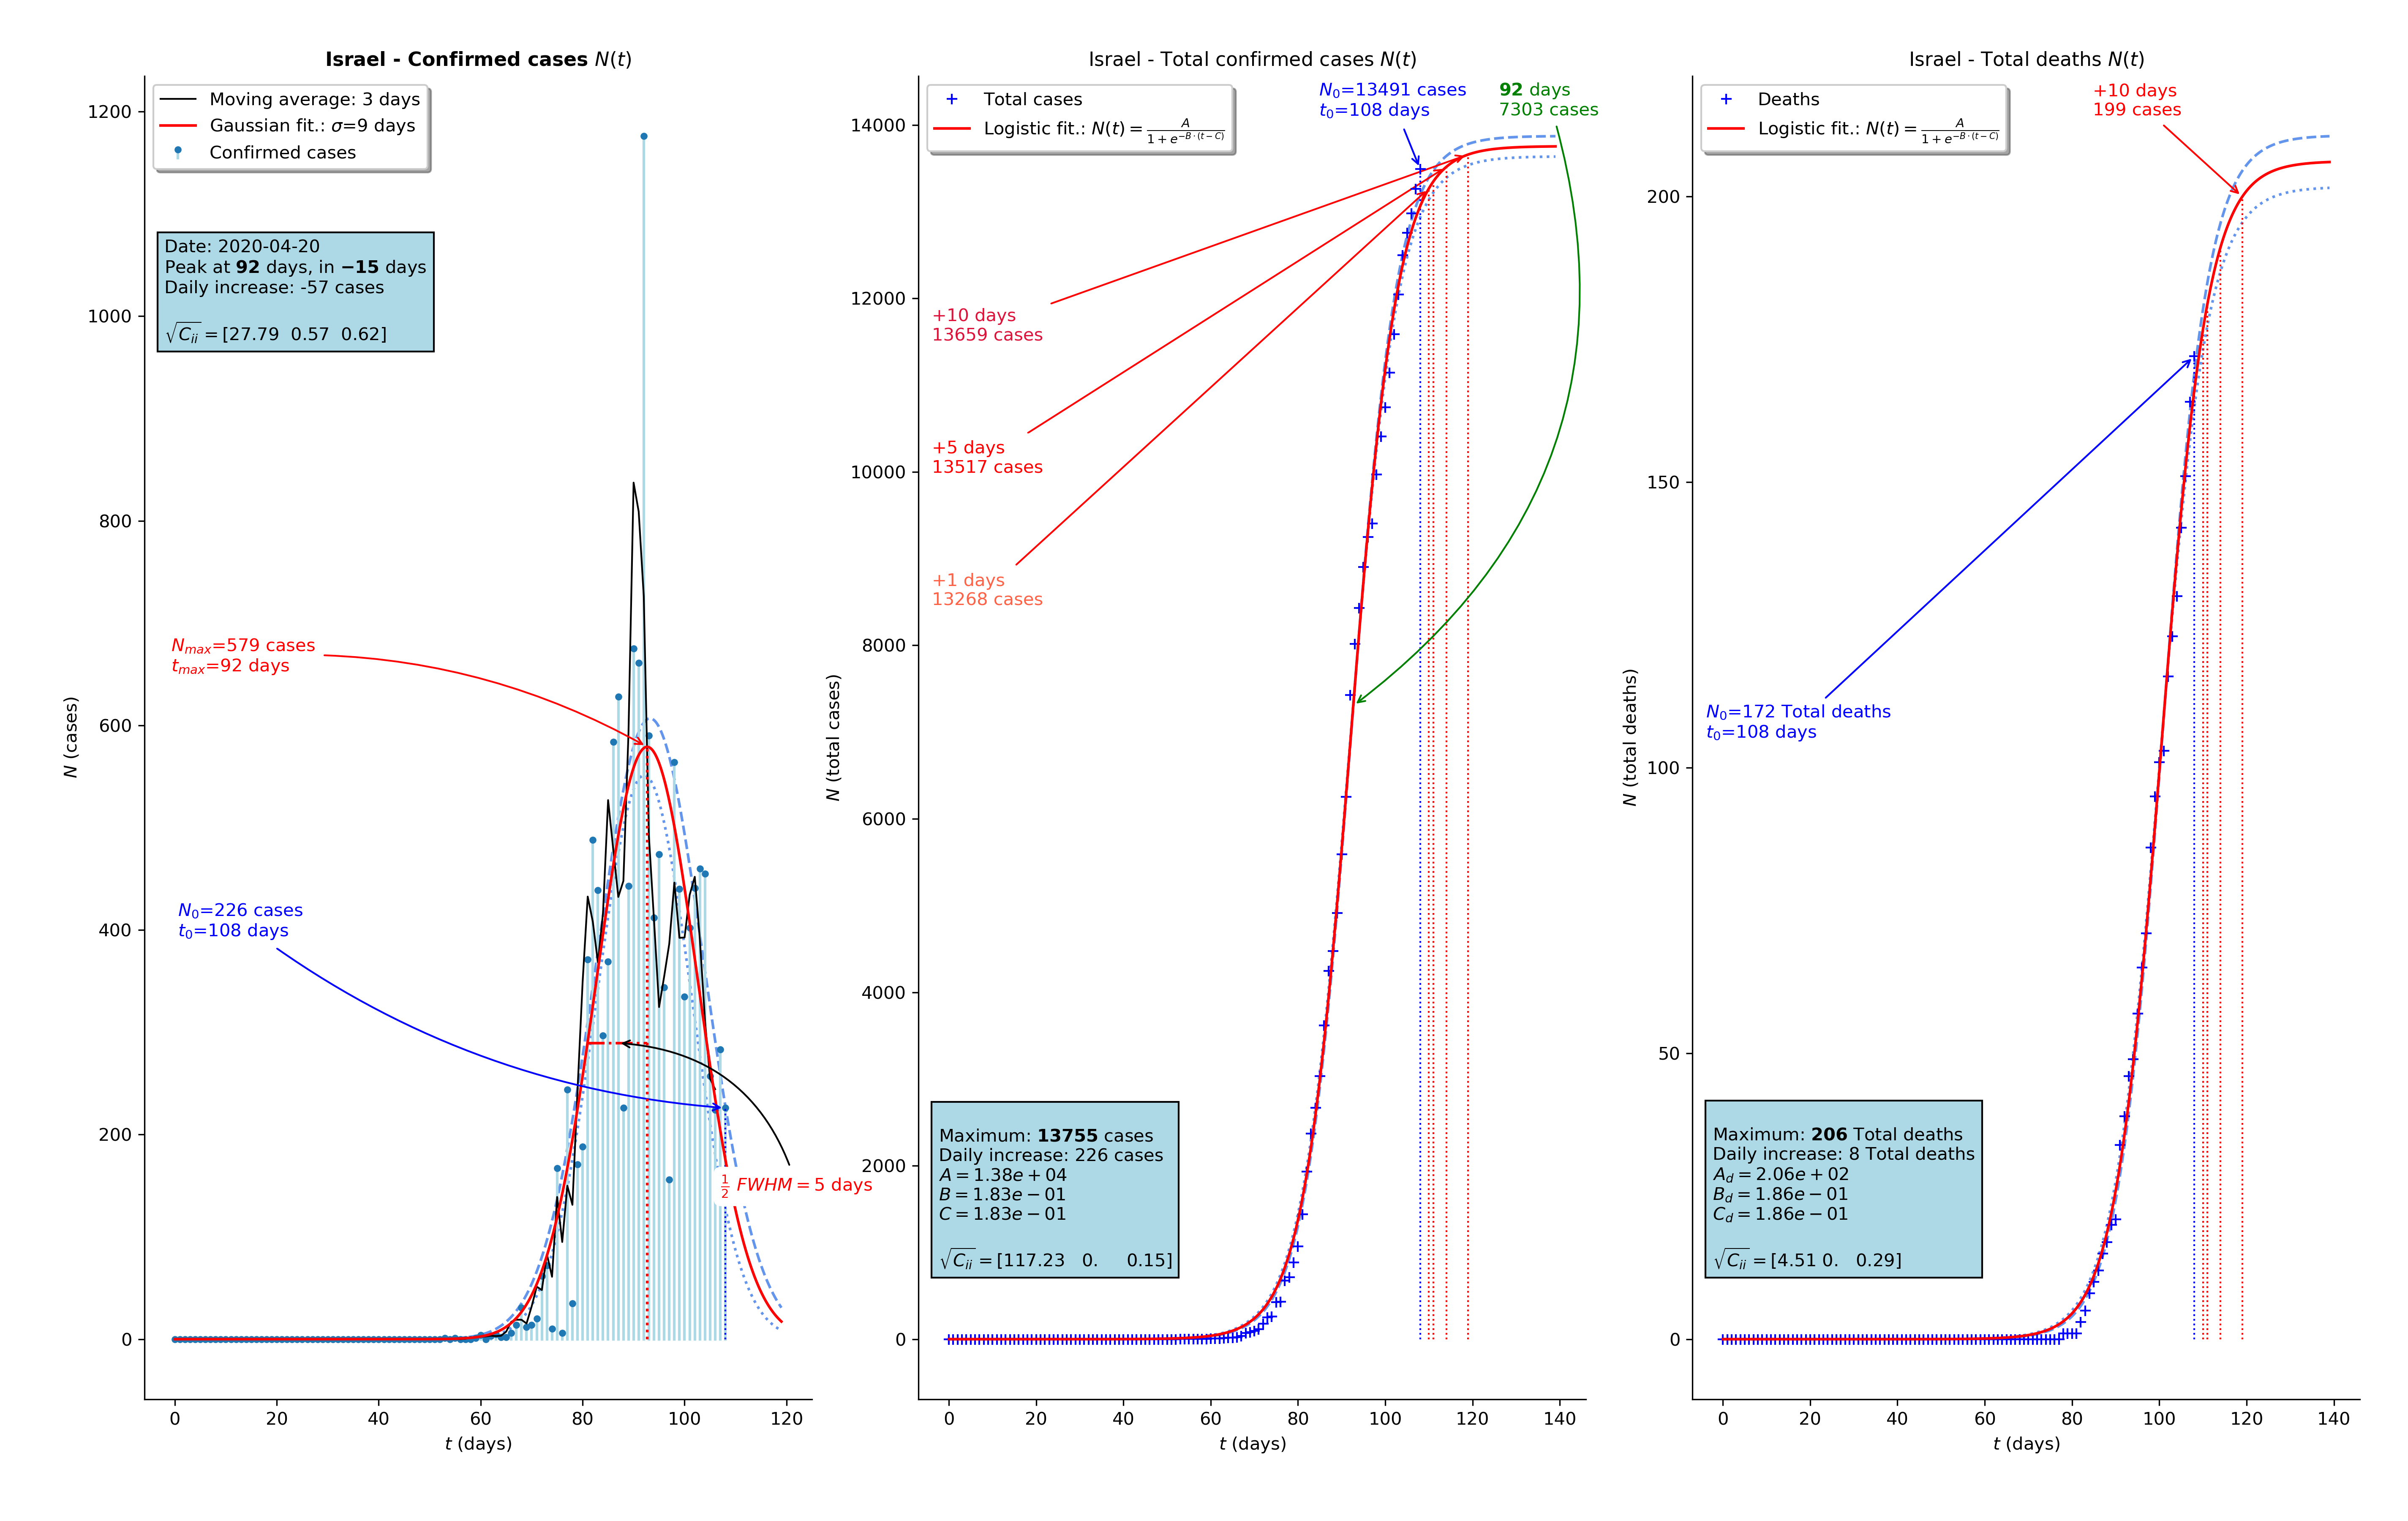 Israel - Confirmed cases N(t)
Moving average: 3 days
Gaussian fit.: σ=9 days
Confirmed cases
Date: 2020-04-20
Peak at 92 days, in −15 days
Daily increase: -57 cases
√C_ii = [27.79 0.57 0.62]
N_max=579 cases
t_max=92 days
N_0=226 cases
t_0=108 days
1/2 FWHM = 5 days
N (cases)
1200
1000
800
600
400
200
0
0 20 40 60 80 100 120
t (days)
Israel - Total confirmed cases N(t)
Total cases
Logistic fit.: N(t) = A / (1 + e^{−B·(t−C)})
N_0=13491 cases
t_0=108 days
92 days
7303 cases
+10 days
13659 cases
+5 days
13517 cases
+1 days
13268 cases
Maximum: 13755 cases
Daily increase: 226 cases
A = 1.38e + 04
B = 1.83e − 01
C = 1.83e − 01
√C_ii = [117.23 0. 0.15]
N (total cases)
14000
12000
10000
8000
6000
4000
2000
0
0 20 40 60 80 100 120 140
t (days)
Israel - Total deaths N(t)
Deaths
Logistic fit.: N(t) = A / (1 + e^{−B·(t−C)})
+10 days
199 cases
N_0=172 Total deaths
t_0=108 days
Maximum: 206 Total deaths
Daily increase: 8 Total deaths
A_d = 2.06e + 02
B_d = 1.86e − 01
C_d = 1.86e − 01
√C_ii = [4.51 0. 0.29]
N (total deaths)
200
150
100
50
0
0 20 40 60 80 100 120 140
t (days)